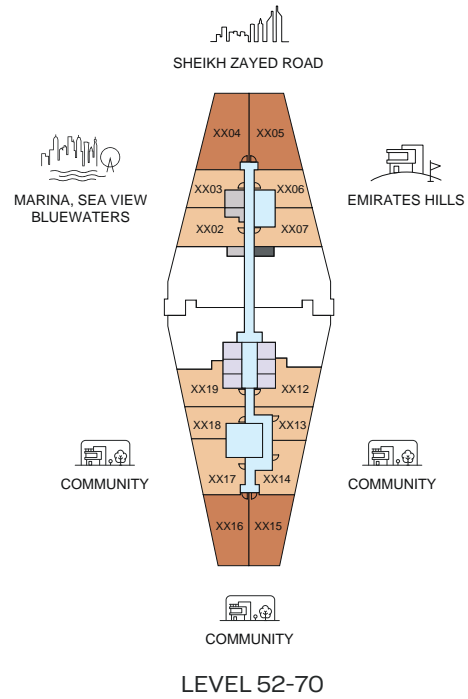 SHEIKH ZAYED ROAD
XX04 XX05
MARINA, SEA VIEW
BLUEWATERS
XX03 XX06
EMIRATES HILLS
XX02 XX07
XX19 XX12
XX18 XX13
COMMUNITY
XX17 XX14
COMMUNITY
XX16 XX15
COMMUNITY
LEVEL 52-70